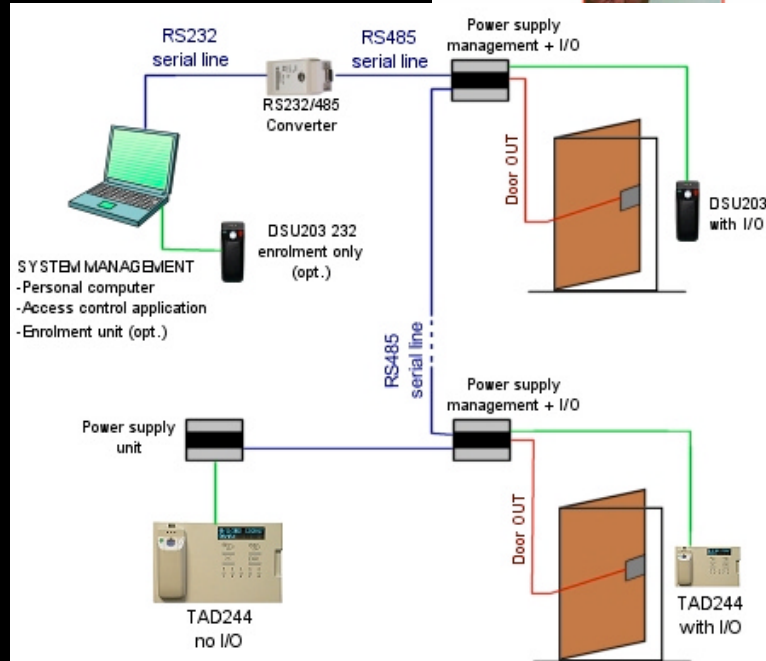 RS232
serial line
RS485
serial line
Power supply
management + I/O
RS232/485
Converter
Door OUT
DSU203
with I/O
DSU203 232
enrolment only
(opt.)
SYSTEM MANAGEMENT
-Personal computer
-Access control application
-Enrolment unit (opt.)
RS485
serial line
Power supply
management + I/O
Power supply
unit
Door OUT
TAD244
no I/O
TAD244
with I/O